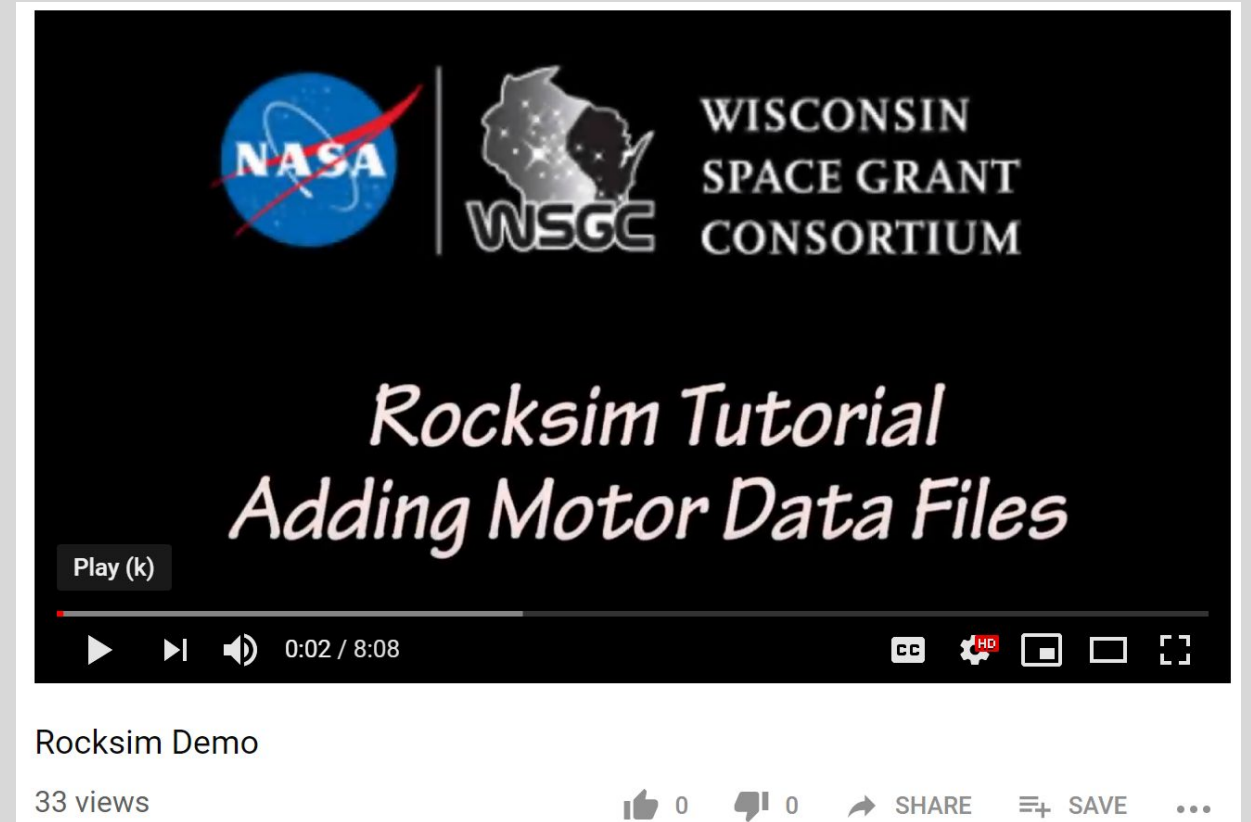 NASA
WSGC
WISCONSIN
SPACE GRANT
CONSORTIUM
Rocksim Tutorial
Adding Motor Data Files
Play (k)
0:02 / 8:08
CC
HD
Rocksim Demo
33 views
0
0
SHARE
SAVE